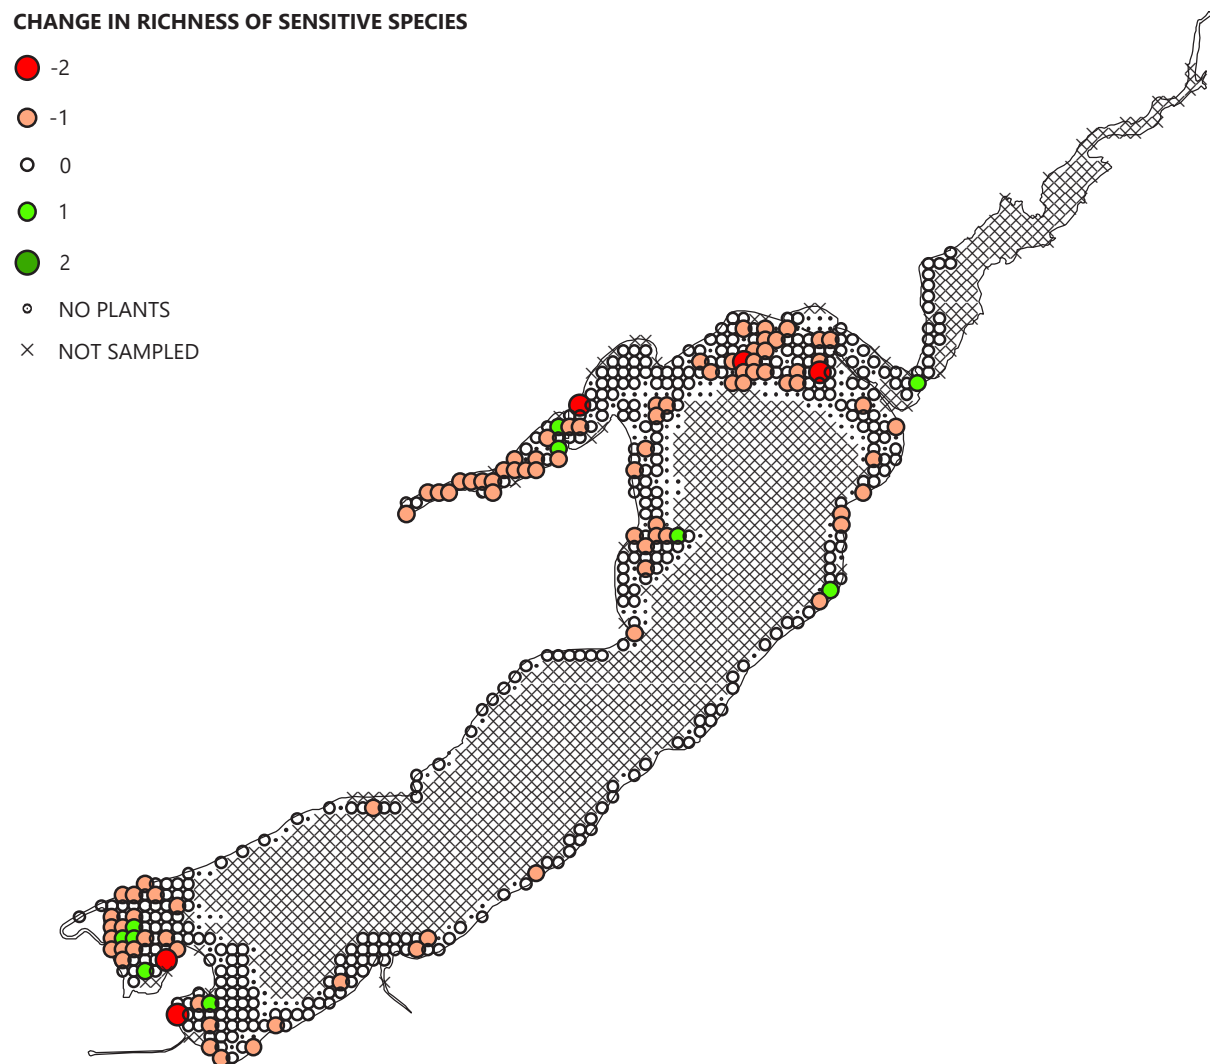 CHANGE IN RICHNESS OF SENSITIVE SPECIES
-2
-1
0
1
2
NO PLANTS
NOT SAMPLED